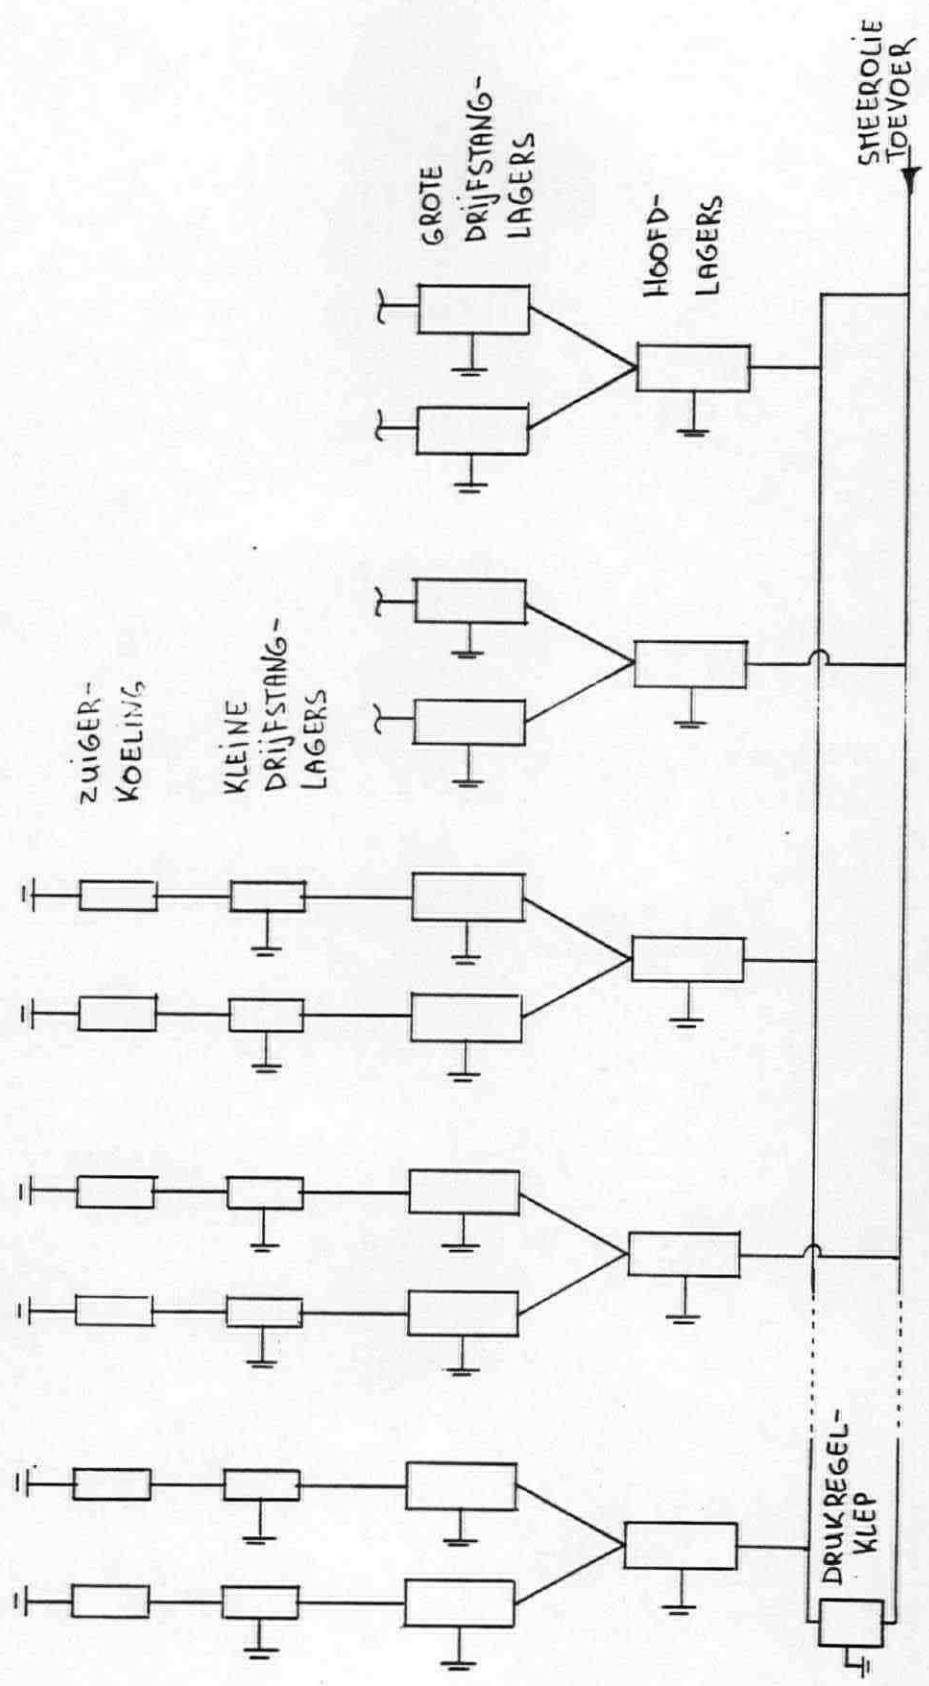 ZUIGER-
KOELING
KLEINE
DRIJFSTANG-
LAGERS
GROTE
DRIJFSTANG-
LAGERS
HOOFD-
LAGERS
SMEEROLIE
TOEVOER
DRUKREGEL-
KLEP